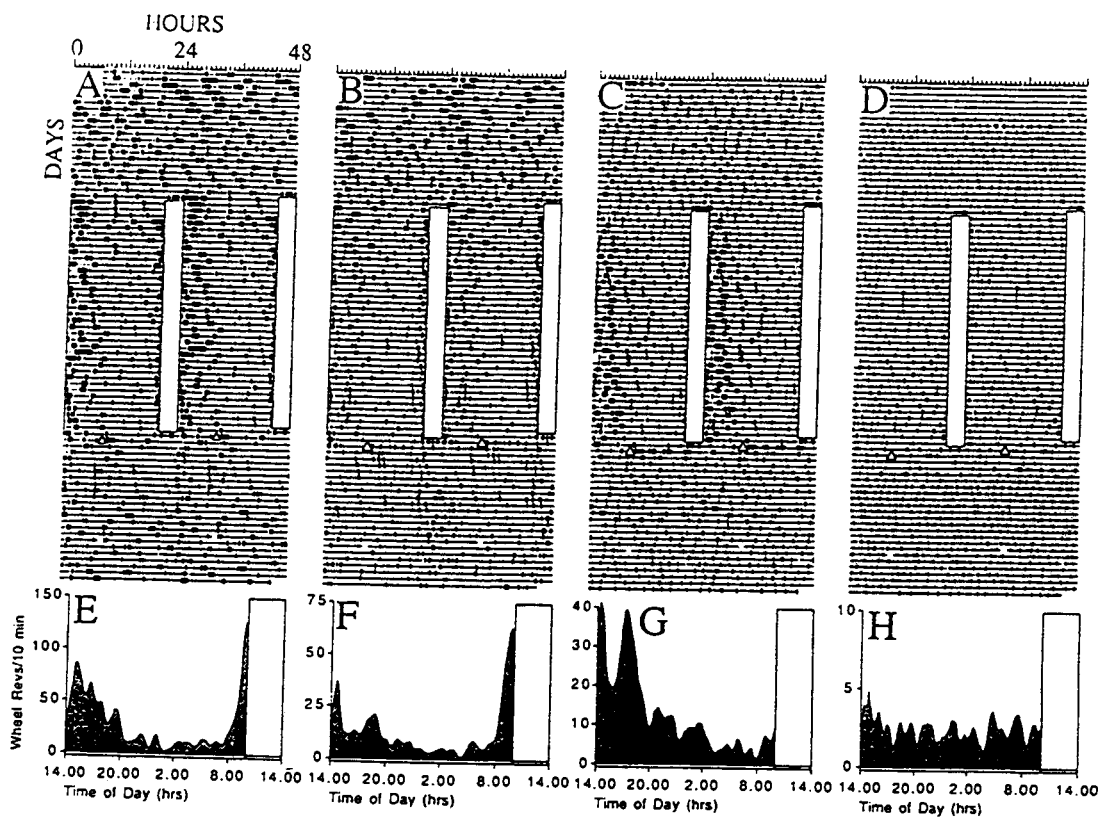 HOURS
0 24 48
A B C D
DAYS
150 E 75 F 40 G 10 H
30
100 50
20 5
50 25
10
0 0 0 0
Wheel Revs/10 min
14.00 20.00 2.00 8.00 14.00 14.00 20.00 2.00 8.00 14.00 14.00 20.00 2.00 8.00 14.00 14.00 20.00 2.00 8.00 14.00
Time of Day (hrs) Time of Day (hrs) Time of Day (hrs) Time of Day (hrs)